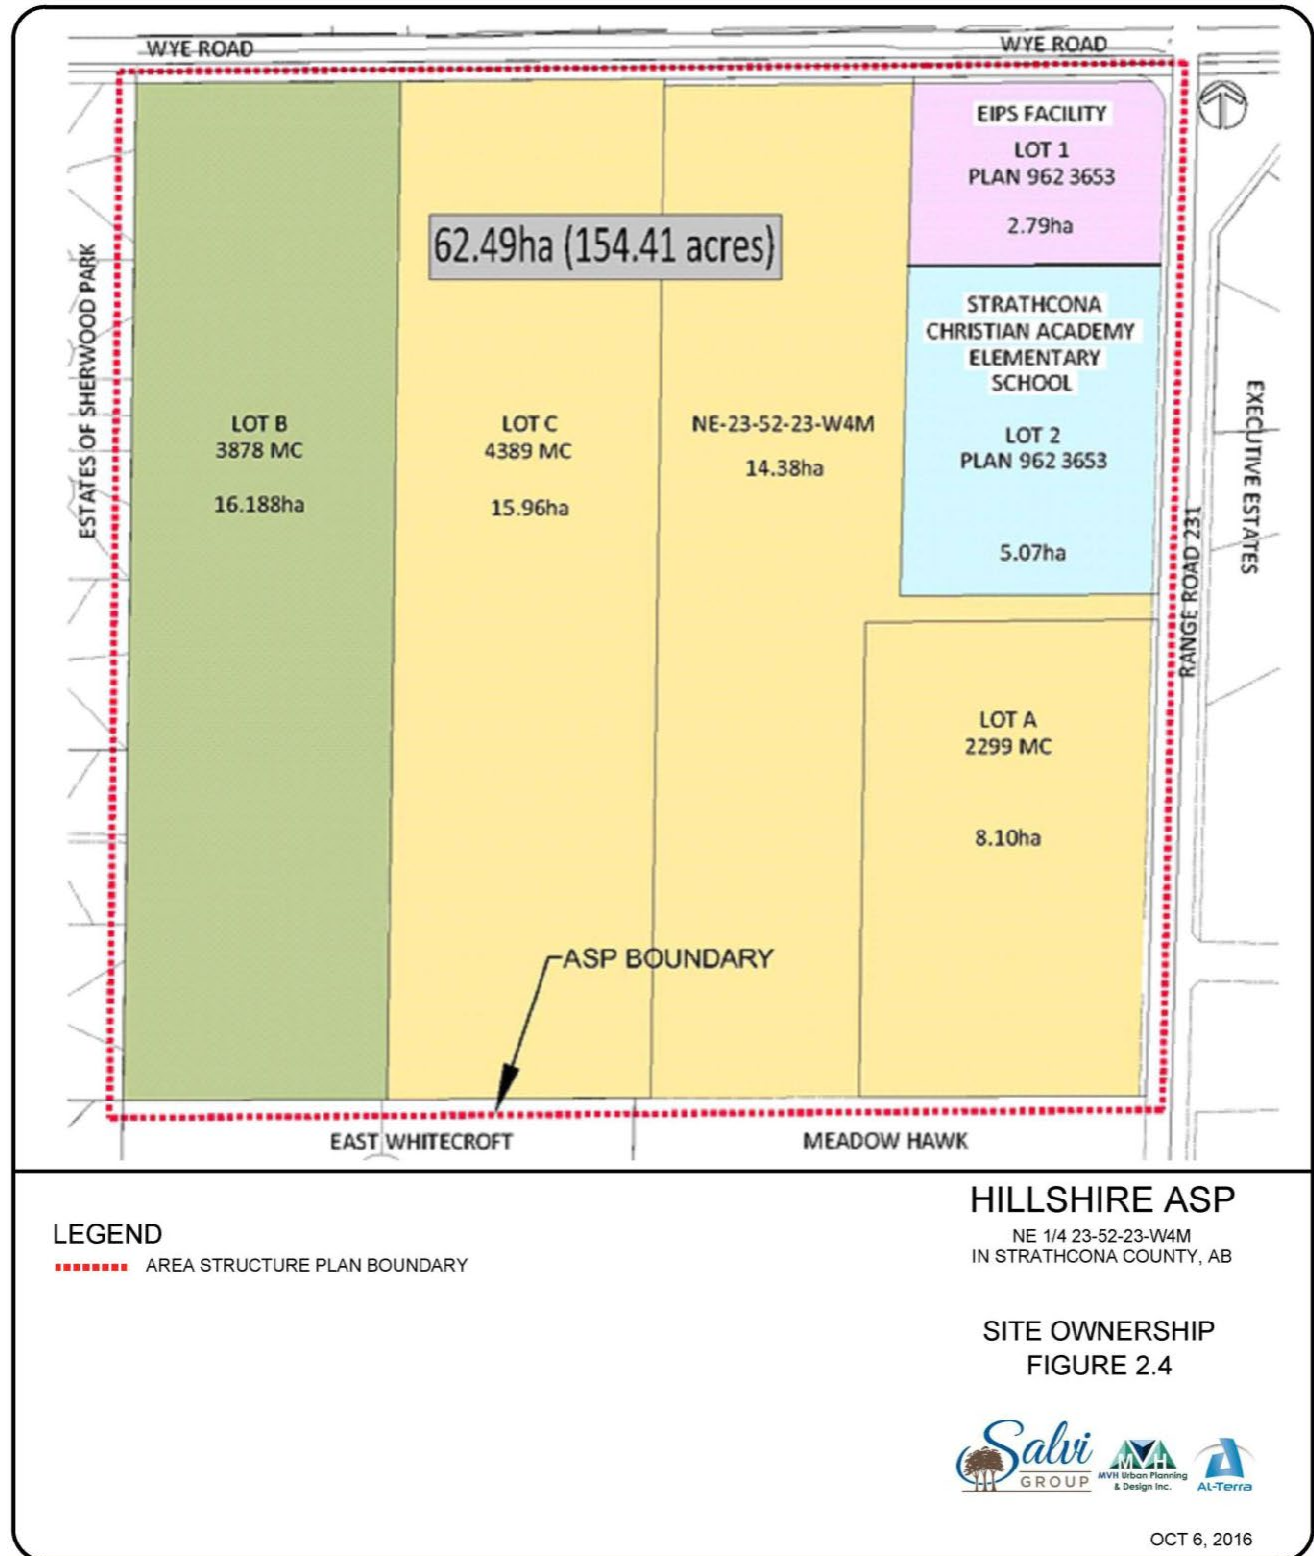 WYE ROAD
WYE ROAD
EIPS FACILITY
LOT 1
PLAN 962 3653
2.79ha
62.49ha (154.41 acres)
ESTATES OF SHERWOOD PARK
STRATHCONA
CHRISTIAN ACADEMY
ELEMENTARY
SCHOOL
LOT 2
PLAN 962 3653
5.07ha
LOT B
3878 MC
16.188ha
LOT C
4389 MC
15.96ha
NE-23-52-23-W4M
14.38ha
EXECUTIVE ESTATES
RANGE ROAD 231
LOT A
2299 MC
8.10ha
ASP BOUNDARY
EAST WHITECROFT
MEADOW HAWK
LEGEND
AREA STRUCTURE PLAN BOUNDARY
HILLSHIRE ASP
NE 1/4 23-52-23-W4M
IN STRATHCONA COUNTY, AB
SITE OWNERSHIP
FIGURE 2.4
Salvi
GROUP
MVH
MVH Urban Planning
& Design Inc.
AL-Terra
OCT 6, 2016